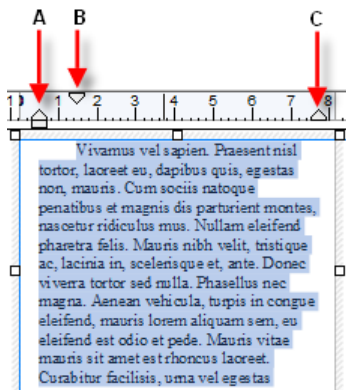 A B C
1 1 2 3 4 5 6 7 8
Vivamus vel sapien. Praesent nisl
tortor, laoreet eu, dapibus quis, egestas
non, mauris. Cum sociis natoque
penatibus et magnis dis parturient montes,
nascetur ridiculus mus. Nullam eleifend
pharetra felis. Mauris nibh velit, tristique
ac, lacinia in, scelerisque et, ante. Donec
viverra tortor sed nulla. Phasellus nec
magna. Aenean vehicula, turpis in congue
eleifend, mauris lorem aliquam sem, eu
eleifend est odio et pede. Mauris vitae
mauris sit amet est rhoncus laoreet.
Curabitur facilisis, urna vel egestas